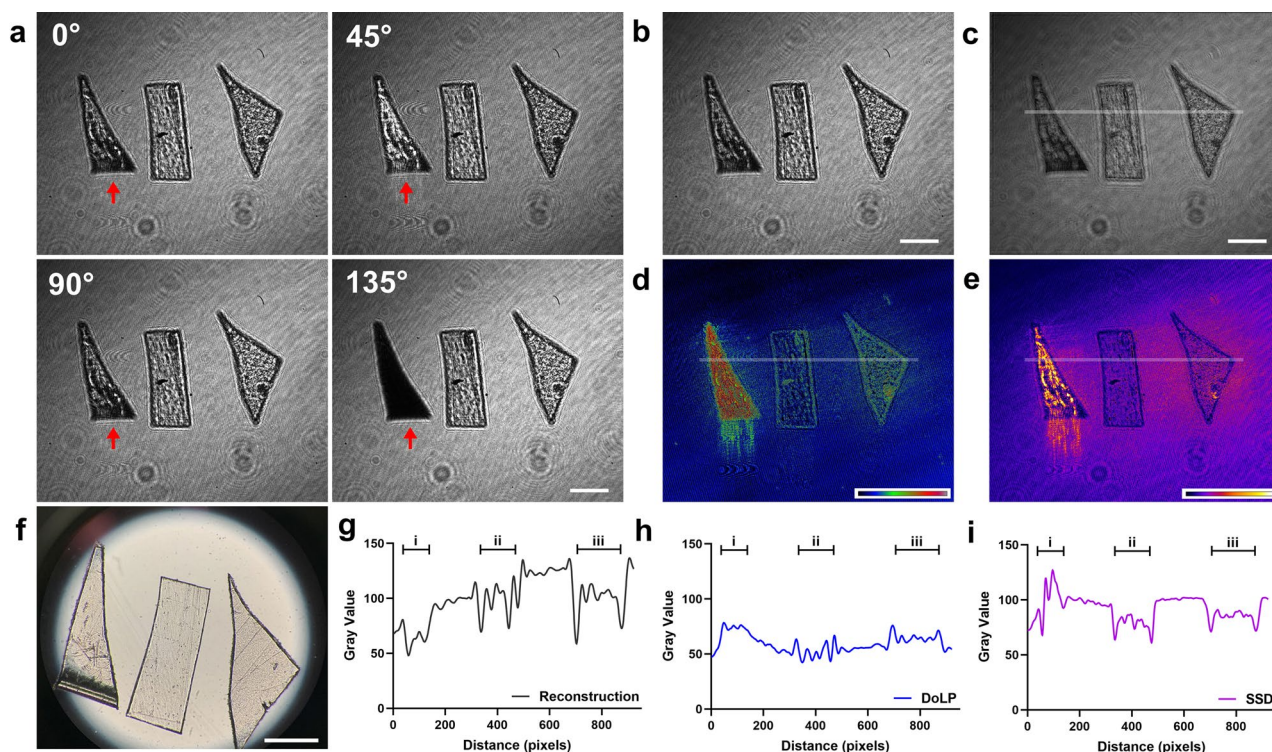 a
0°
45°
90°
135°
b
c
d
e
f
g
i
ii
iii
150
100
50
0
Gray Value
0
200
400
600
800
Distance (pixels)
Reconstruction
h
i
ii
iii
150
100
50
0
Gray Value
0
200
400
600
800
Distance (pixels)
DoLP
i
i
ii
iii
150
100
50
0
Gray Value
0
200
400
600
800
Distance (pixels)
SSD